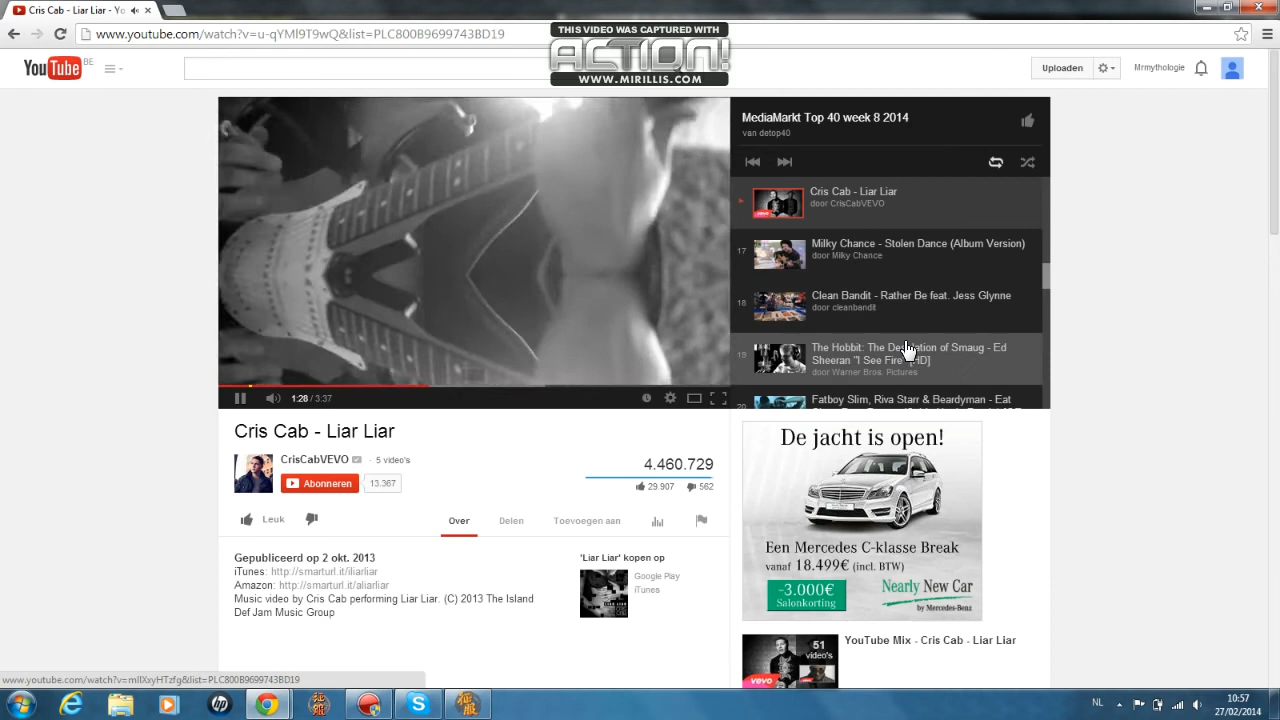 Cris Cab - Liar Liar - Yo
www.youtube.com/watch?v=u-qYMl9T9wQ&list=PLC800B9699743BD19
THIS VIDEO WAS CAPTURED WITH
ACTION!
WWW.MIRILLIS.COM
YouTube BE
Uploaden
Mrmythologie
MediaMarkt Top 40 week 8 2014
van detop40
Cris Cab - Liar Liar
door CrisCabVEVO
17
Milky Chance - Stolen Dance (Album Version)
door Milky Chance
18
Clean Bandit - Rather Be feat. Jess Glynne
door cleanbandit
19
The Hobbit: The of Smaug - Ed
Sheeran "I See Fire"
door Warner Bros. Pictures
20
Fatboy Slim, Riva Starr & Beardyman - Eat
vevo
1:28 / 3:37
Cris Cab - Liar Liar
CrisCabVEVO
5 video's
Abonneren
13.367
4.460.729
29.907
562
Leuk
Over
Delen
Toevoegen aan
Gepubliceerd op 2 okt. 2013
iTunes: http://smarturl.it/iliarliar
Amazon: http://smarturl.it/aliarliar
Music video by Cris Cab performing Liar Liar. (C) 2013 The Island
Def Jam Music Group
'Liar Liar' kopen op
Google Play
iTunes
LIAR LIAR
De jacht is open!
Een Mercedes C-klasse Break
vanaf 18.499€ (incl. BTW)
-3.000€
Salonkorting
Nearly New Car
by Mercedes-Benz
51
video's
vevo
YouTube Mix - Cris Cab - Liar Liar
www.youtube.com/watch?v=mllXxyHTzfg&list=PLC800B9699743BD19
hp
NL
10:57
27/02/2014